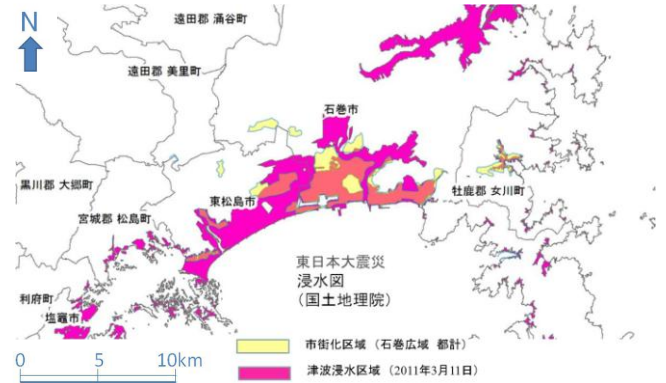 N
遠田郡 涌谷町
遠田郡 美里町
石巻市
黒川郡 大郷町
東松島市
牡鹿郡 女川町
宮城郡 松島町
東日本大震災
浸水図
(国土地理院)
利府町
塩竈市
市街化区域 (石巻広域 都計)
津波浸水区域 (2011年3月11日)
0 5 10km